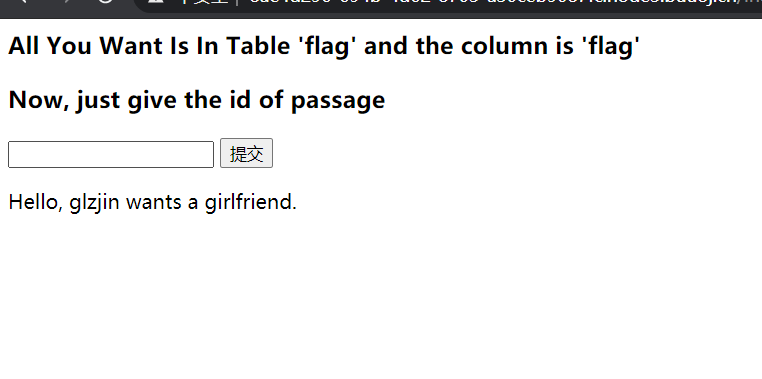 All You Want Is In Table 'flag' and the column is 'flag'
Now, just give the id of passage
提交
Hello, glzjin wants a girlfriend.